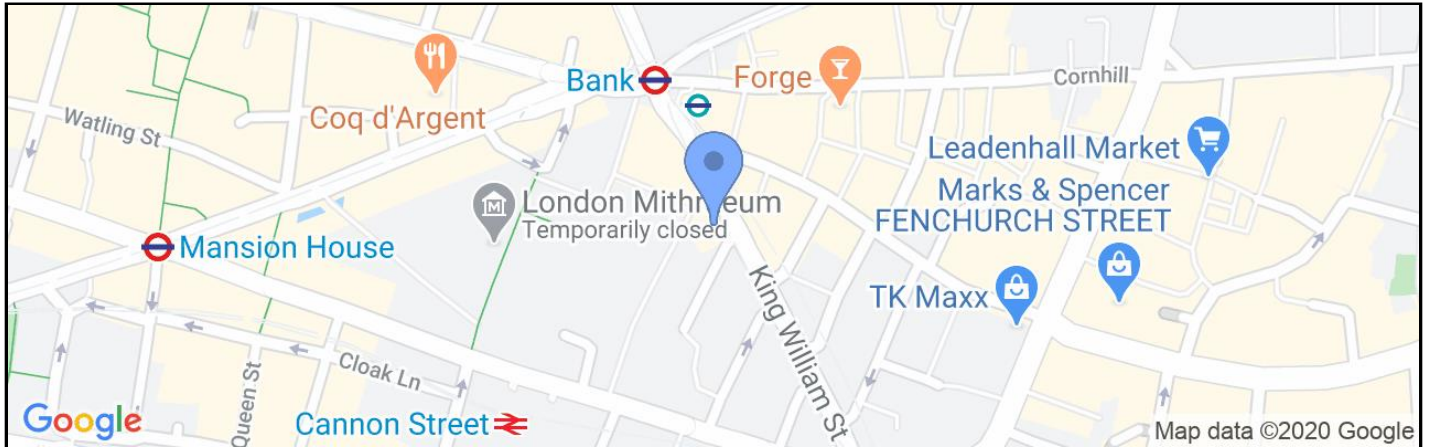 Bank
Forge
Cornhill
Coq d'Argent
Watling St
Leadenhall Market
Marks & Spencer
FENCHURCH STREET
London Mithraeum
Temporarily closed
Mansion House
TK Maxx
King William St
Cloak Ln
Queen St
Cannon Street
Google
Map data ©2020 Google